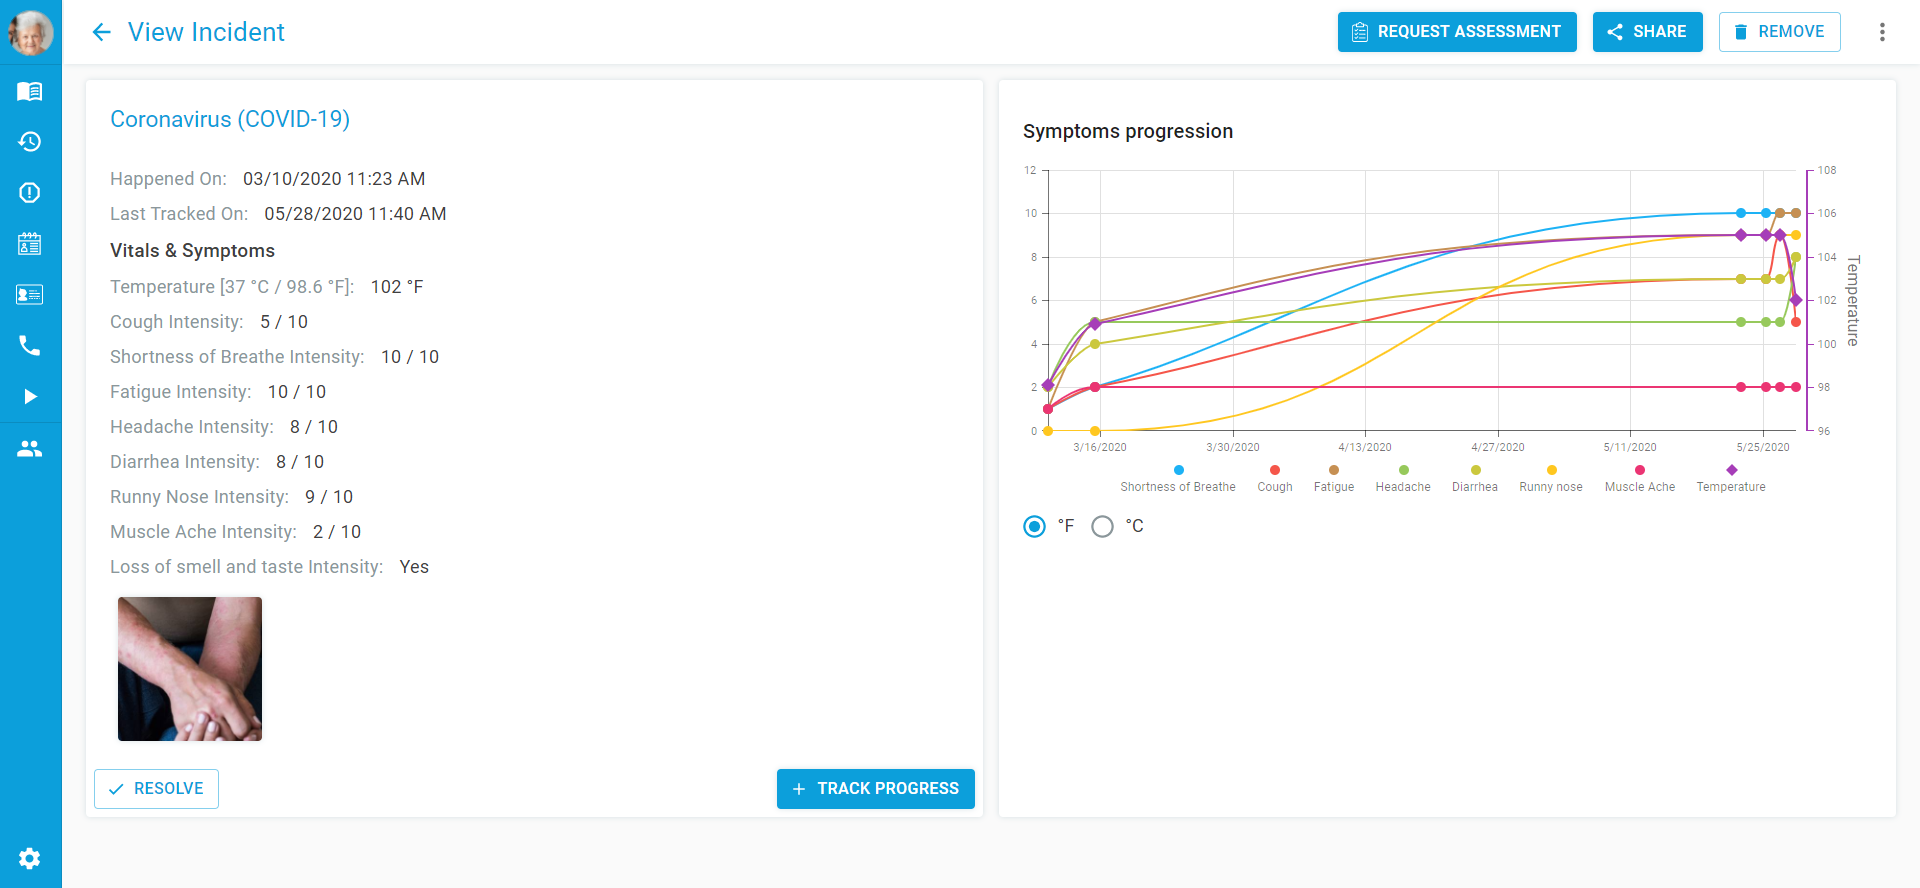 View Incident
REQUEST ASSESSMENT
SHARE
REMOVE
Coronavirus (COVID-19)
Happened On: 03/10/2020 11:23 AM
Last Tracked On: 05/28/2020 11:40 AM
Vitals & Symptoms
Temperature [37 °C / 98.6 °F]: 102 °F
Cough Intensity: 5 / 10
Shortness of Breathe Intensity: 10 / 10
Fatigue Intensity: 10 / 10
Headache Intensity: 8 / 10
Diarrhea Intensity: 8 / 10
Runny Nose Intensity: 9 / 10
Muscle Ache Intensity: 2 / 10
Loss of smell and taste Intensity: Yes
RESOLVE
TRACK PROGRESS
Symptoms progression
12 108
10 106
8 104
6 102
4 100
2 98
0 96
Temperature
3/16/2020 3/30/2020 4/13/2020 4/27/2020 5/11/2020 5/25/2020
Shortness of Breathe Cough Fatigue Headache Diarrhea Runny nose Muscle Ache Temperature
°F °C